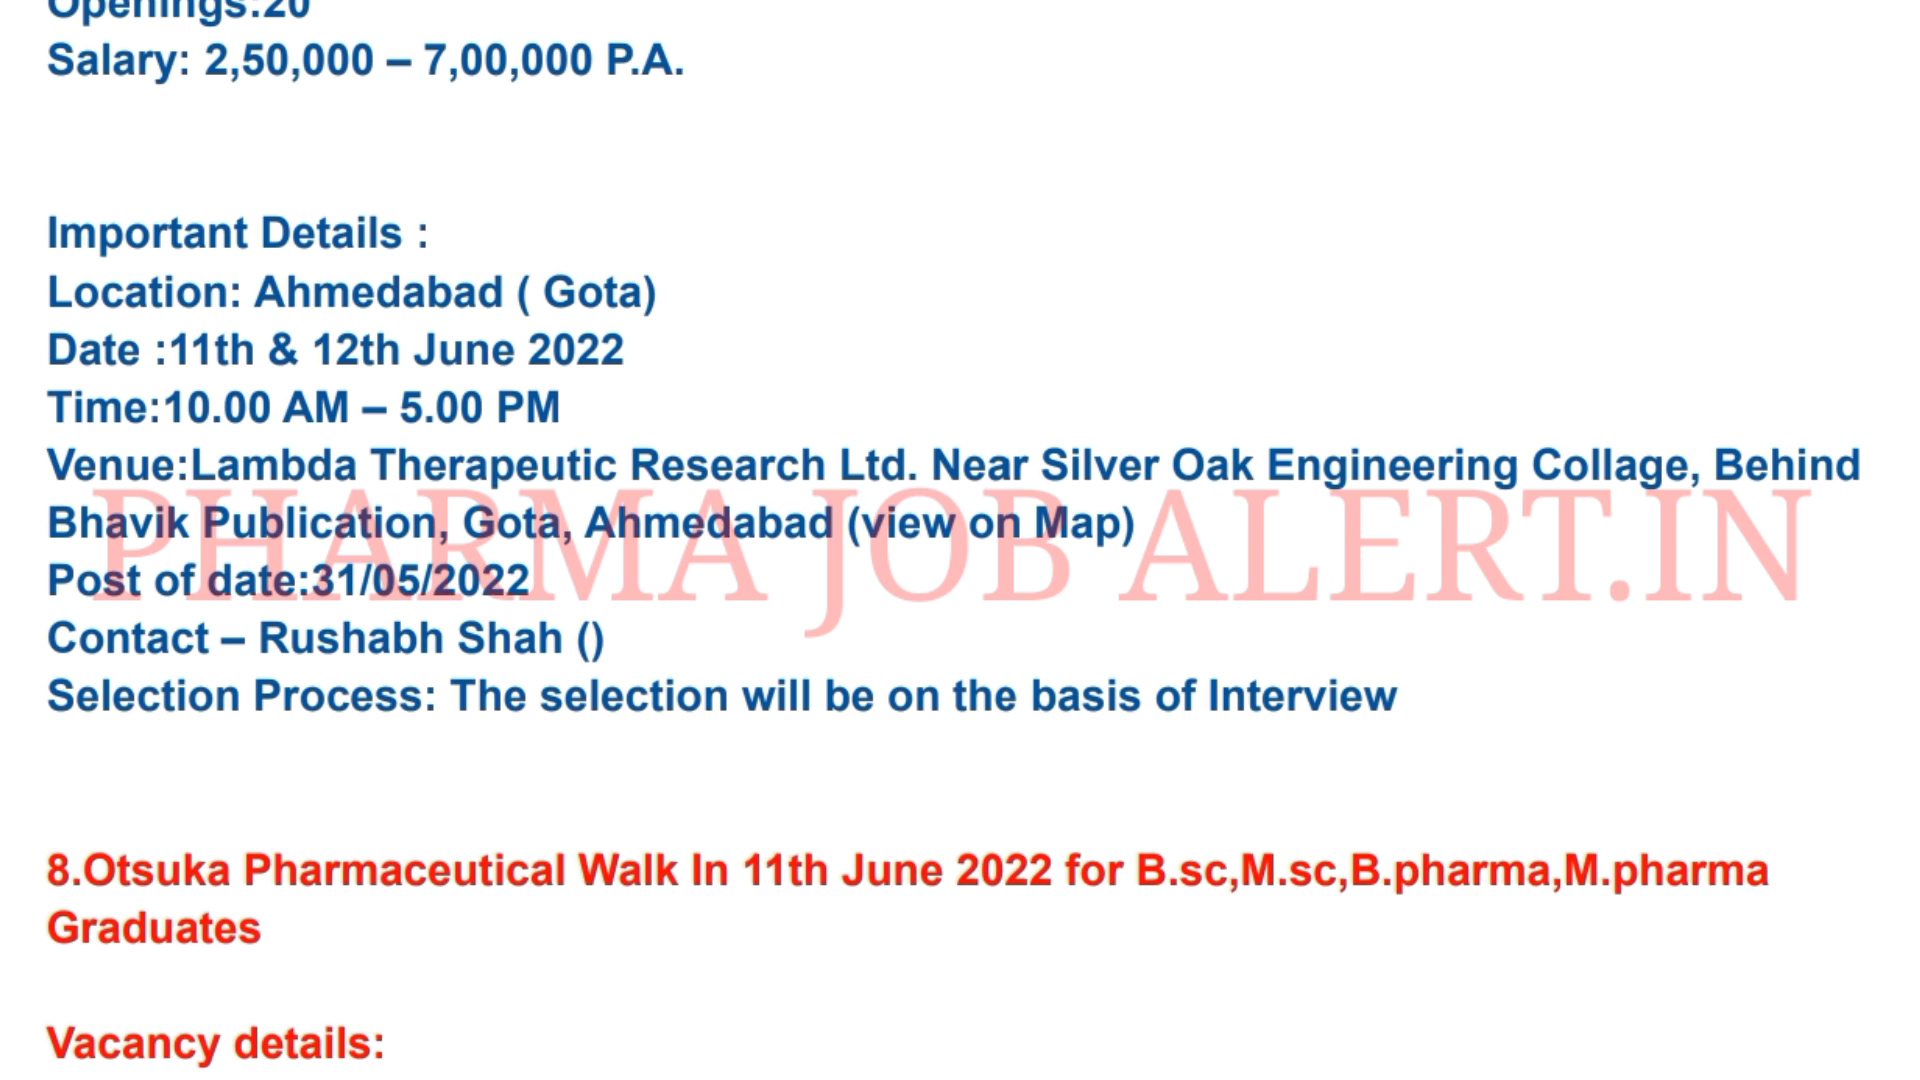 Openings:20
Salary: 2,50,000 – 7,00,000 P.A.
Important Details :
Location: Ahmedabad ( Gota)
Date :11th & 12th June 2022
Time:10.00 AM – 5.00 PM
Venue:Lambda Therapeutic Research Ltd. Near Silver Oak Engineering Collage, Behind
Bhavik Publication, Gota, Ahmedabad (view on Map)
PHARMA JOB ALERT.IN
Post of date:31/05/2022
Contact – Rushabh Shah ()
Selection Process: The selection will be on the basis of Interview
8.Otsuka Pharmaceutical Walk In 11th June 2022 for B.sc,M.sc,B.pharma,M.pharma
Graduates
Vacancy details: